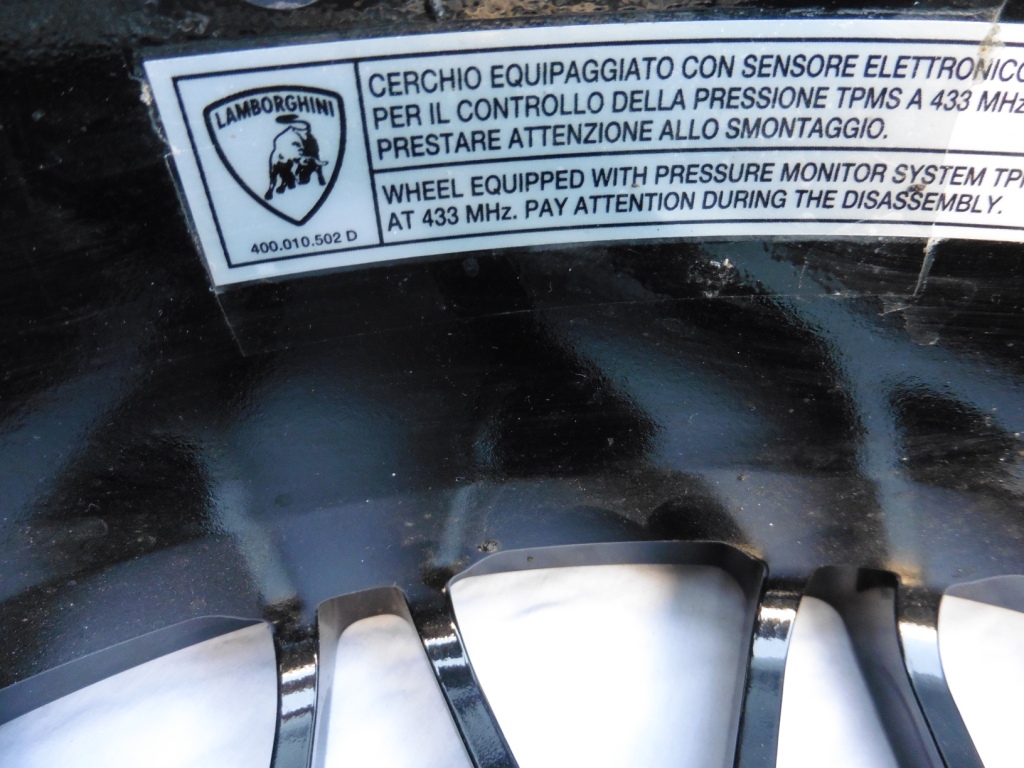 LAMBORGHINI
400.010.502 D
CERCHIO EQUIPAGGIATO CON SENSORE ELETTRONICO
PER IL CONTROLLO DELLA PRESSIONE TPMS A 433 MHz
PRESTARE ATTENZIONE ALLO SMONTAGGIO.
WHEEL EQUIPPED WITH PRESSURE MONITOR SYSTEM
AT 433 MHz. PAY ATTENTION DURING THE DISASSEMBLY.